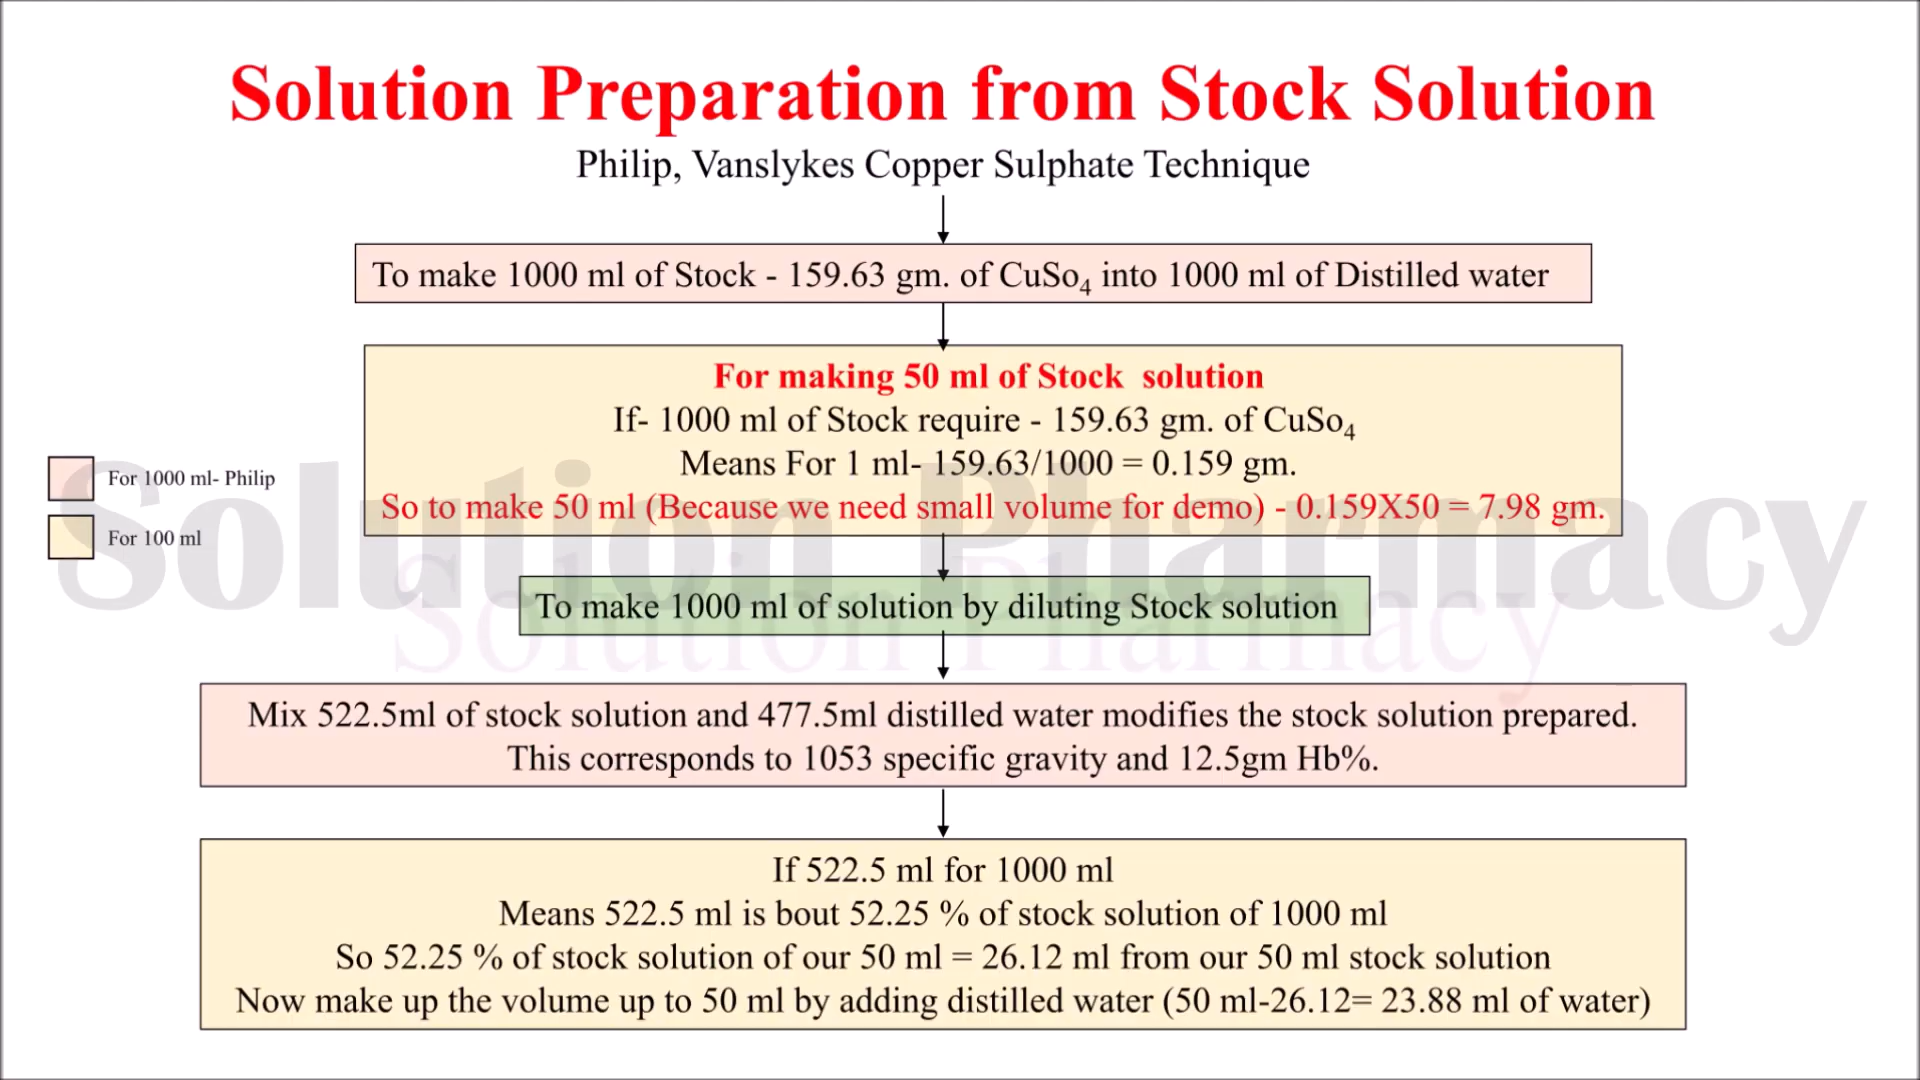 Solution Preparation from Stock Solution
Philip, Vanslykes Copper Sulphate Technique
To make 1000 ml of Stock - 159.63 gm. of CuSo₄ into 1000 ml of Distilled water
For making 50 ml of Stock solution
If- 1000 ml of Stock require - 159.63 gm. of CuSo₄
Means For 1 ml- 159.63/1000 = 0.159 gm.
So to make 50 ml (Because we need small volume for demo) - 0.159X50 = 7.98 gm.
For 1000 ml- Philip
For 100 ml
Solution Pharmacy
Solution Pharmacy
To make 1000 ml of solution by diluting Stock solution
Mix 522.5ml of stock solution and 477.5ml distilled water modifies the stock solution prepared.
This corresponds to 1053 specific gravity and 12.5gm Hb%.
If 522.5 ml for 1000 ml
Means 522.5 ml is bout 52.25 % of stock solution of 1000 ml
So 52.25 % of stock solution of our 50 ml = 26.12 ml from our 50 ml stock solution
Now make up the volume up to 50 ml by adding distilled water (50 ml-26.12= 23.88 ml of water)